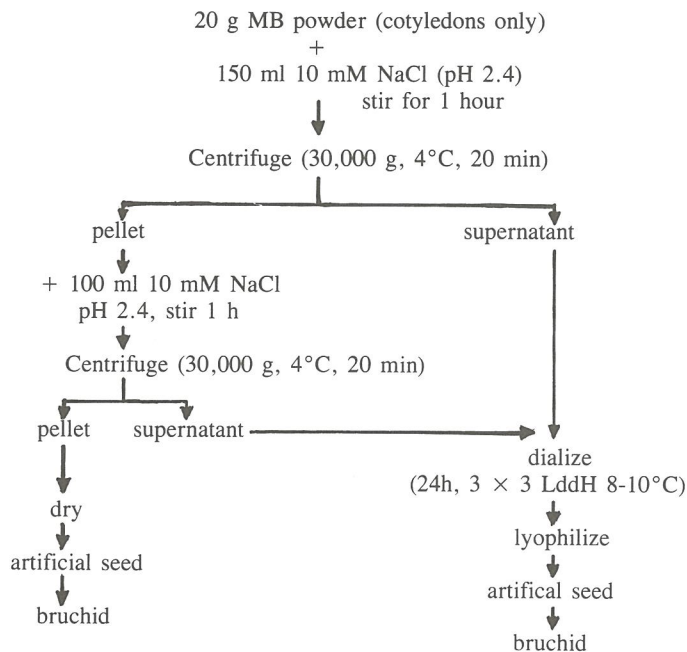 20 g MB powder (cotyledons only)
+
150 ml 10 mM NaCl (pH 2.4)
stir for 1 hour
Centrifuge (30,000 g, 4°C, 20 min)
pellet
supernatant
+ 100 ml 10 mM NaCl
pH 2.4, stir 1 h
Centrifuge (30,000 g, 4°C, 20 min)
pellet
supernatant
dry
artificial seed
bruchid
dialize
(24h, 3 × 3 LddH 8-10°C)
lyophilize
artifical seed
bruchid